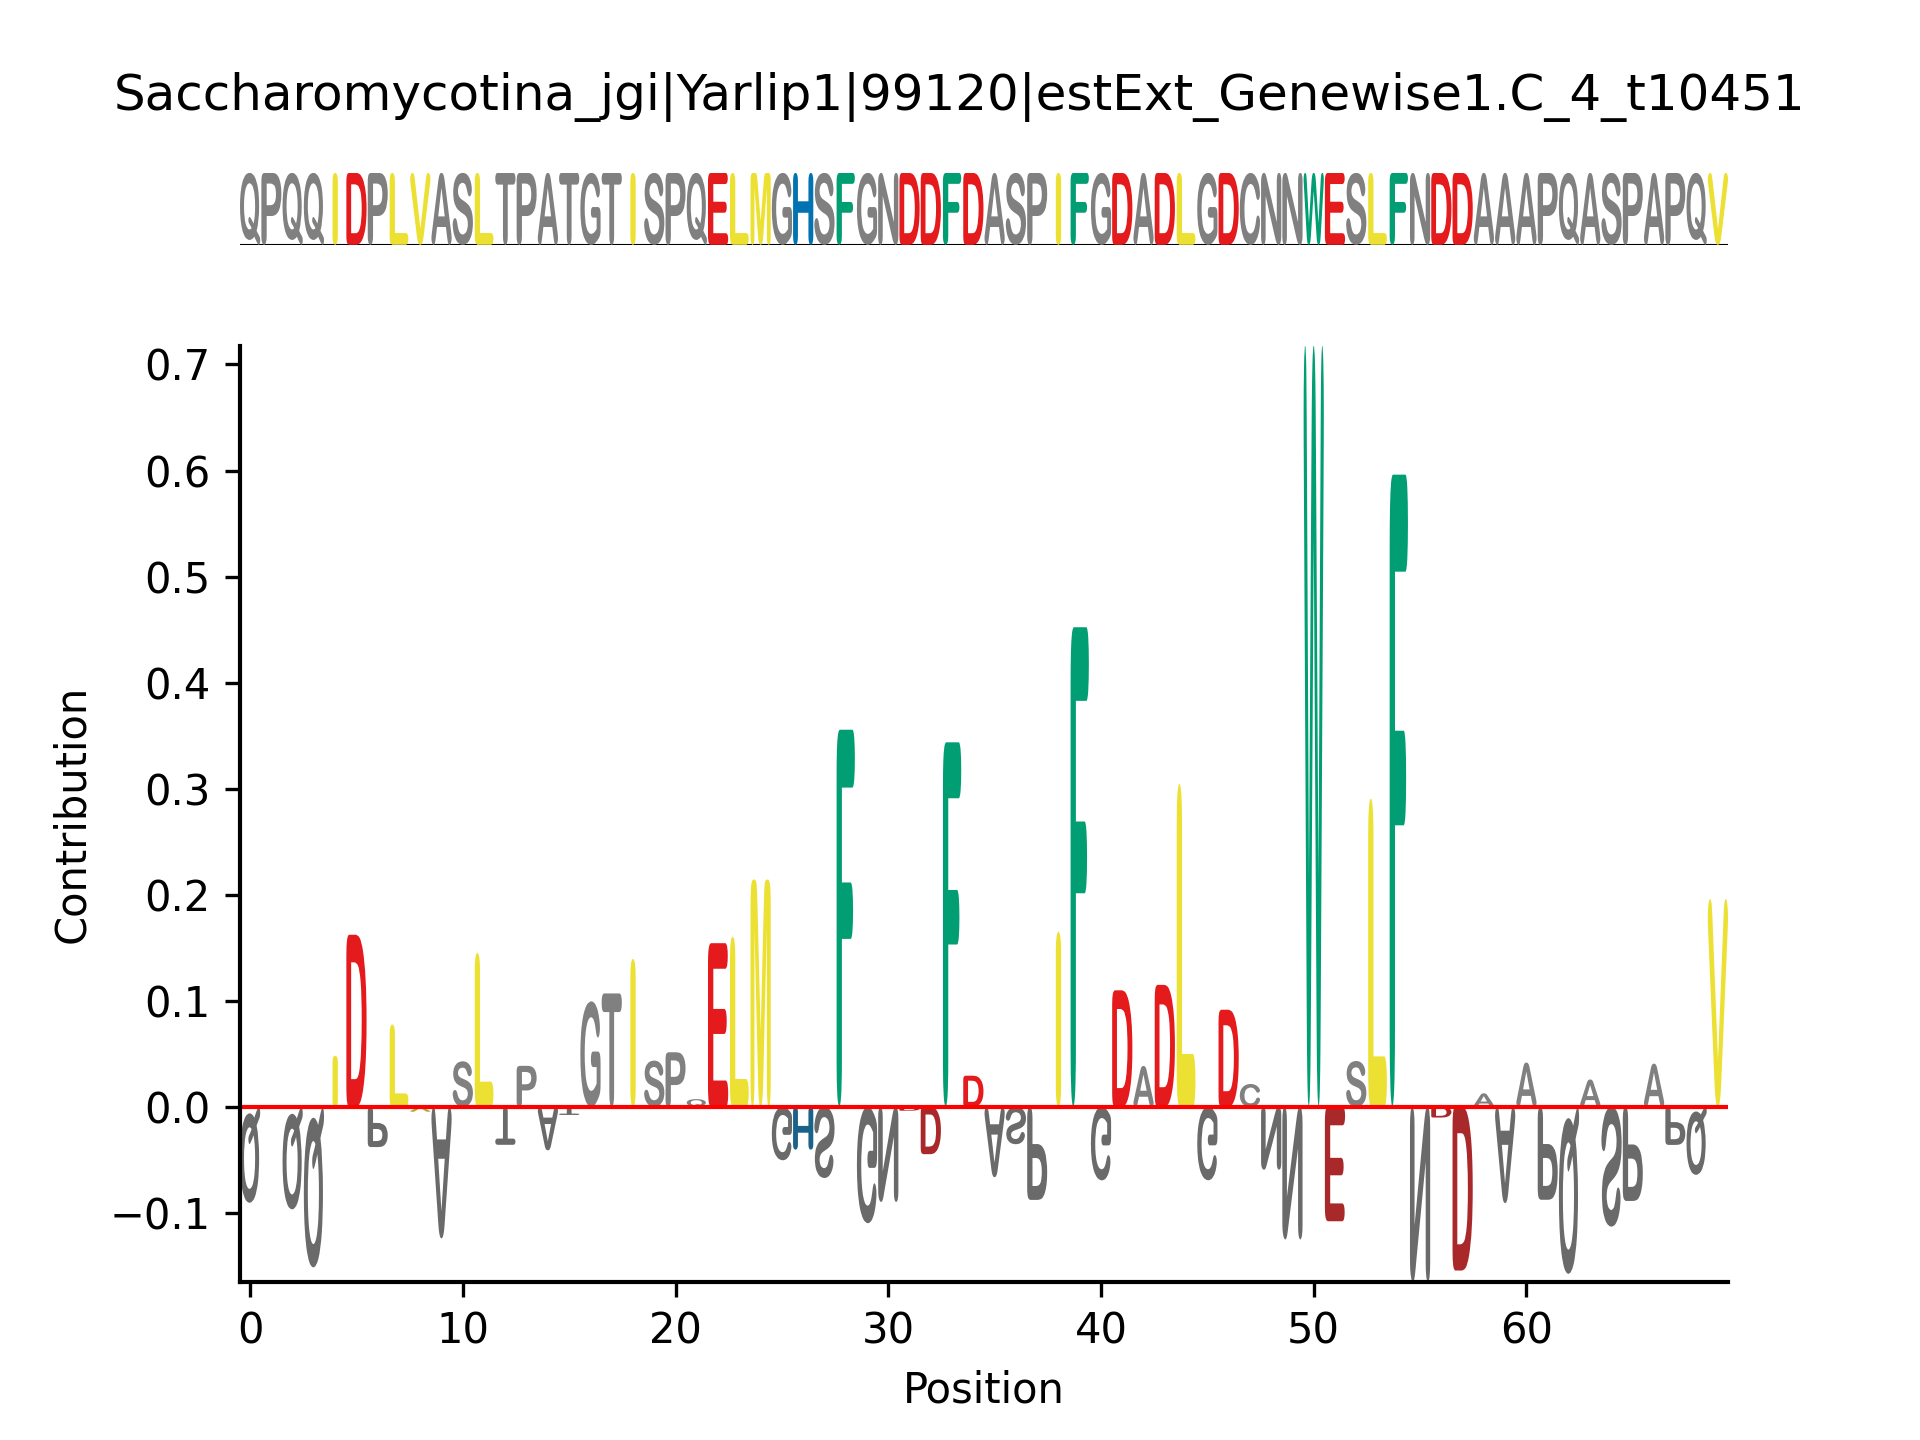 Saccharomycotina_jgi|Yarlip1|99120|estExt_Genewise1.C_4_t10451
QPQQIDPLVASLTPATGTISPQELMGHSFGNDDFDASPIFGDADLGDCNNWESLFNDDAAAPQASPAPQV
0.7
0.6
0.5
0.4
0.3
0.2
0.1
0.0
−0.1
Contribution
0 10 20 30 40 50 60
Position